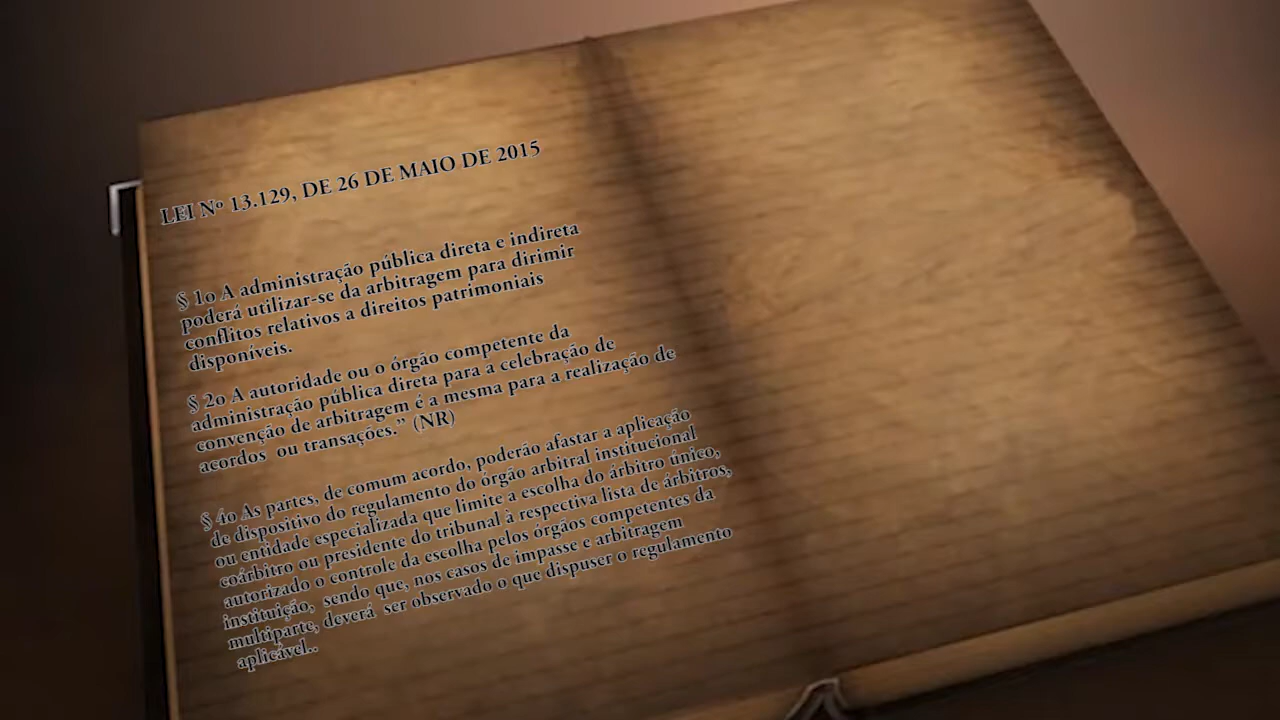 LEI Nº 13.129, DE 26 DE MAIO DE 2015
§ 1o A administração pública direta e indireta
poderá utilizar-se da arbitragem para dirimir
conflitos relativos a direitos patrimoniais
disponíveis.
§ 2o A autoridade ou o órgão competente da
administração pública direta para a celebração de
convenção de arbitragem é a mesma para a realização de
acordos ou transações.” (NR)
§ 4o As partes, de comum acordo, poderão afastar a aplicação
de dispositivo do regulamento do órgão arbitral institucional
ou entidade especializada que limite a escolha do árbitro único,
coárbitro ou presidente do tribunal à respectiva lista de árbitros,
autorizado o controle da escolha pelos órgãos competentes da
instituição, sendo que, nos casos de impasse e arbitragem
multiparte, deverá ser observado o que dispuser o regulamento
aplicável..